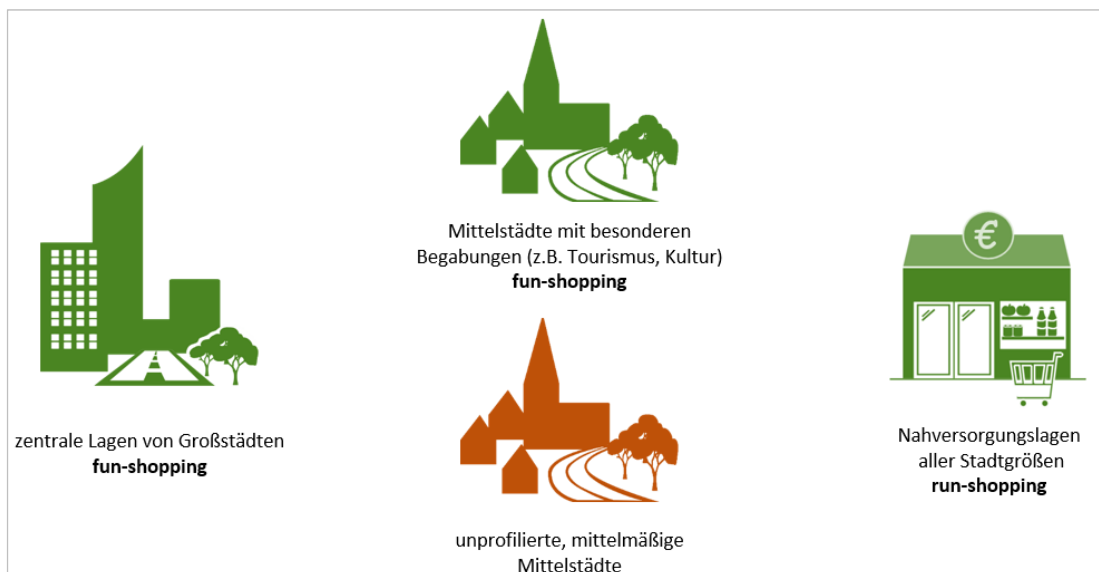 Mittelstädte mit besonderen
Begabungen (z.B. Tourismus, Kultur)
fun-shopping
€
zentrale Lagen von Großstädten
fun-shopping
Nahversorgungslagen
aller Stadtgrößen
run-shopping
unprofilierte, mittelmäßige
Mittelstädte